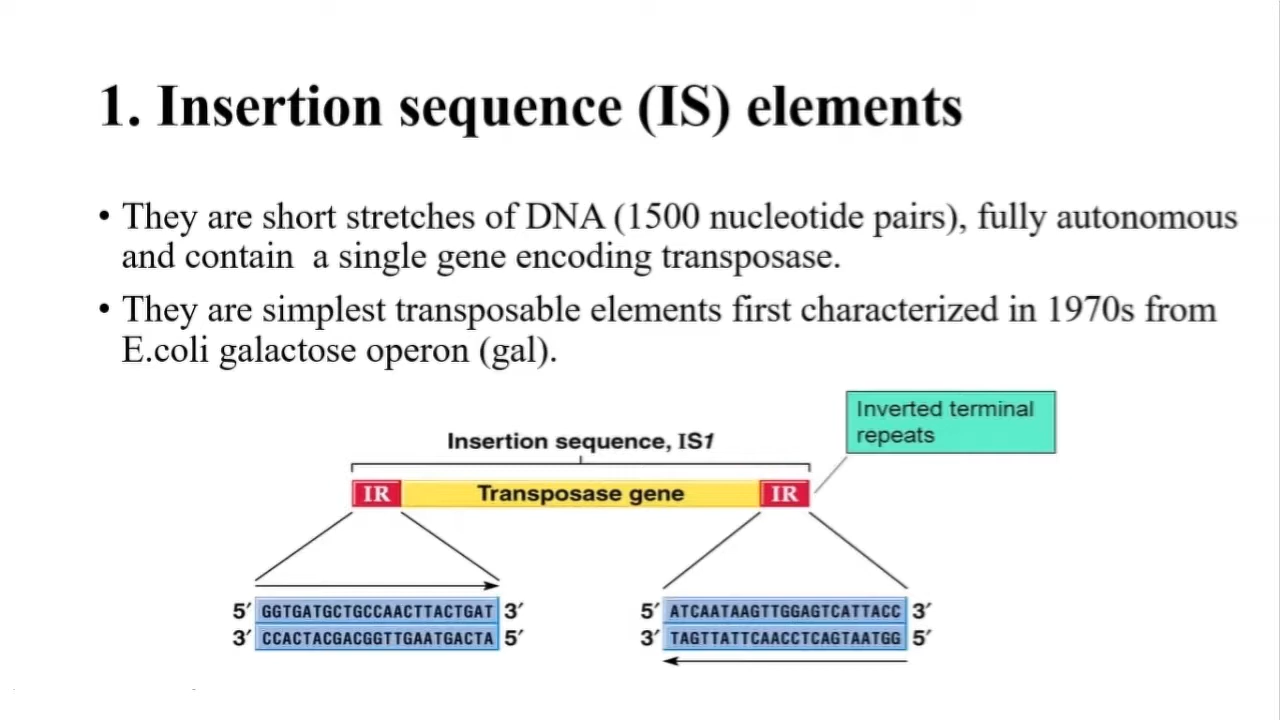 1. Insertion sequence (IS) elements
• They are short stretches of DNA (1500 nucleotide pairs), fully autonomous
and contain a single gene encoding transposase.
• They are simplest transposable elements first characterized in 1970s from
E.coli galactose operon (gal).
Inverted terminal
repeats
Insertion sequence, IS1
IR Transposase gene IR
5′ GGTGATGCTGCCAACTTACTGAT 3′ 5′ ATCAATAAGTTGGAGTCATTACC 3′
3′ CCACTACGACGGTTGAATGACTA 5′ 3′ TAGTTATTCAACCTCAGTAATGG 5′